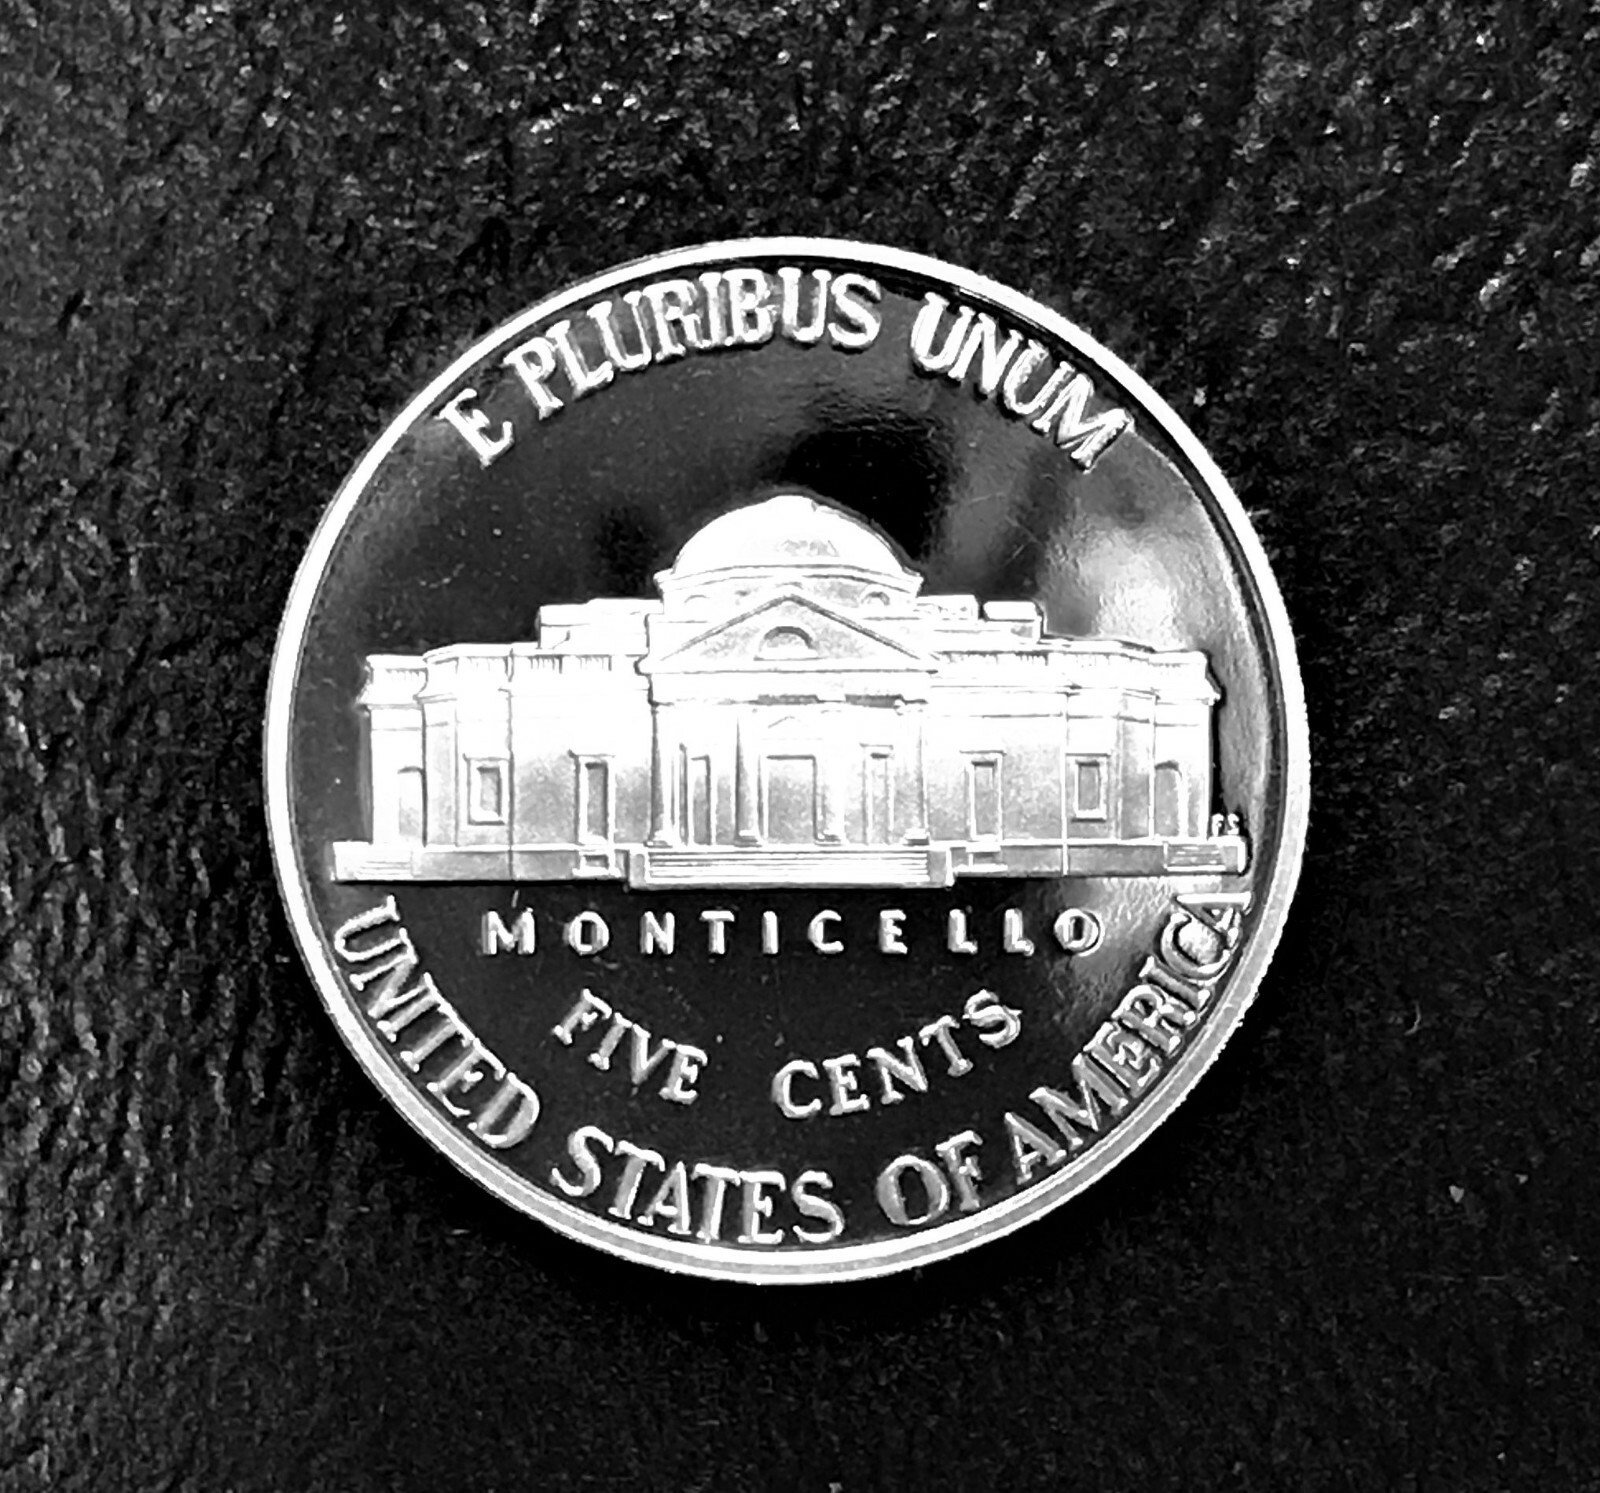 E PLURIBUS UNUM
FS
MONTICELLO
FIVE CENTS
UNITED STATES OF AMERICA